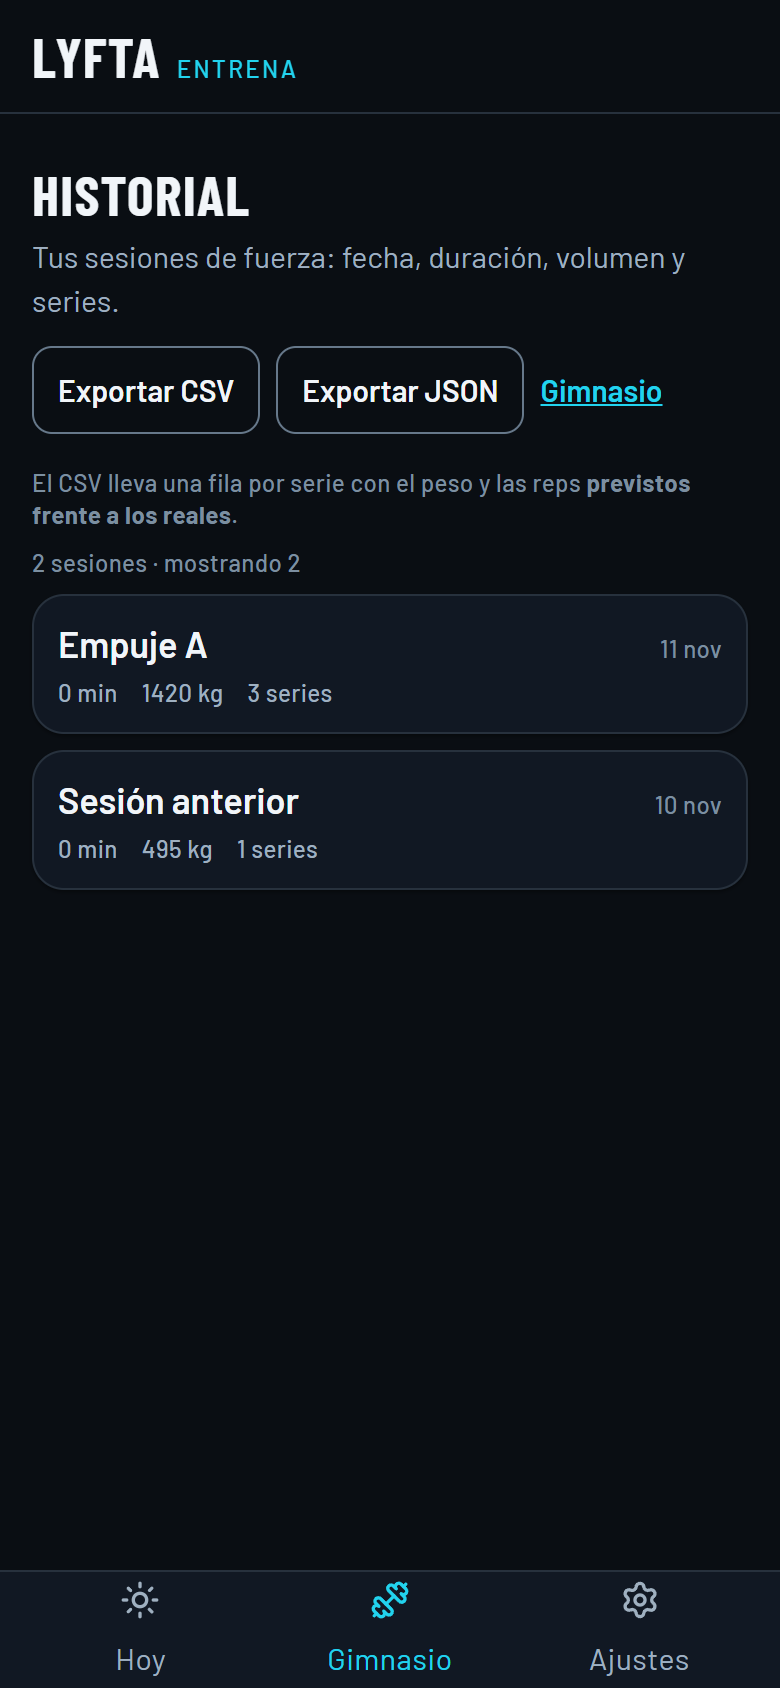 LYFTA ENTRENA
HISTORIAL
Tus sesiones de fuerza: fecha, duración, volumen y
series.
Exportar CSV Exportar JSON Gimnasio
El CSV lleva una fila por serie con el peso y las reps previstos
frente a los reales.
2 sesiones · mostrando 2
Empuje A 11 nov
0 min 1420 kg 3 series
Sesión anterior 10 nov
0 min 495 kg 1 series
Hoy Gimnasio Ajustes